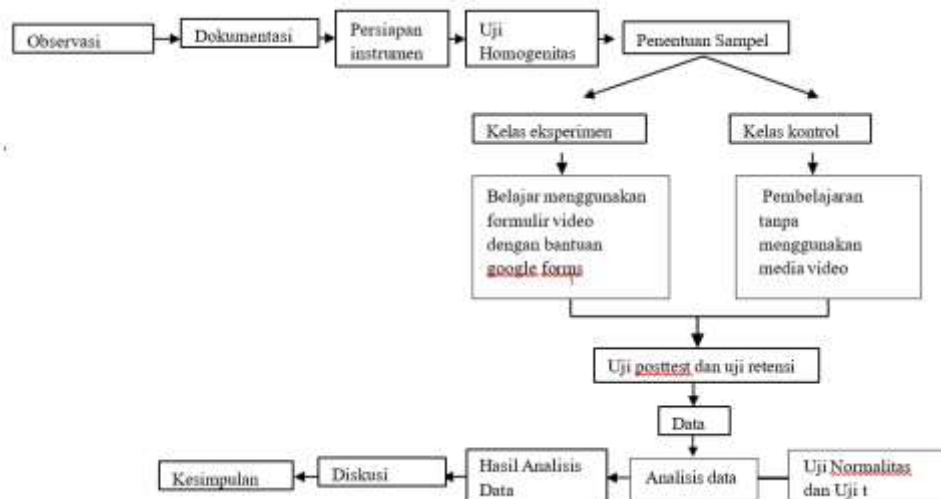 Observasi
Dokumentasi
Persiapan
instrumen
Uji
Homogenitas
Penentuan Sampel
Kelas eksperimen
Kelas kontrol
Belajar menggunakan
formulir video
dengan bantuan
google forms
Pembelajaran
tanpa
menggunakan
media video
Uji posttest dan uji retensi
Data
Kesimpulan
Diskusi
Hasil Analisis
Data
Analisis data
Uji Normalitas
dan Uji t